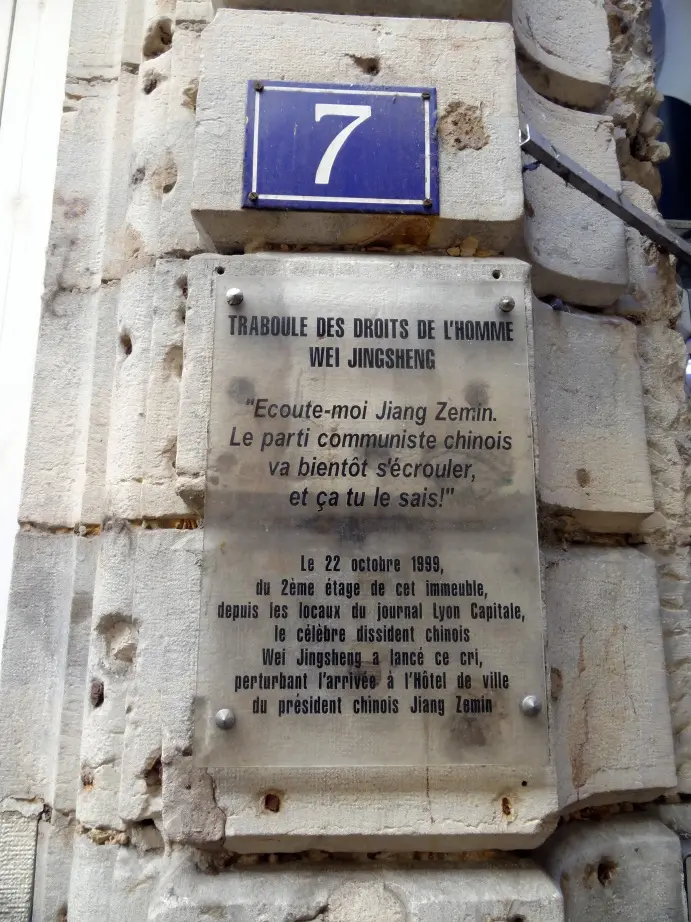 7
TRABOULE DES DROITS DE L'HOMME
WEI JINGSHENG
"Ecoute-moi Jiang Zemin.
Le parti communiste chinois
va bientôt s'écrouler,
et ça tu le sais!"
Le 22 octobre 1999,
du 2ème étage de cet immeuble,
depuis les locaux du journal Lyon Capitale,
le célèbre dissident chinois
Wei Jingsheng a lancé ce cri,
perturbant l'arrivée à l'Hôtel de ville
du président chinois Jiang Zemin